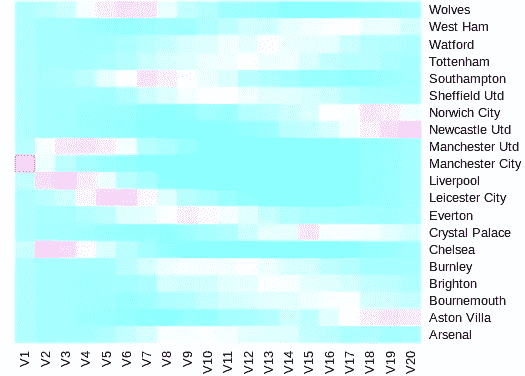 Wolves
West Ham
Watford
Tottenham
Southampton
Sheffield Utd
Norwich City
Newcastle Utd
Manchester Utd
Manchester City
Liverpool
Leicester City
Everton
Crystal Palace
Chelsea
Burnley
Brighton
Bournemouth
Aston Villa
Arsenal
V1 V2 V3 V4 V5 V6 V7 V8 V9 V10 V11 V12 V13 V14 V15 V16 V17 V18 V19 V20